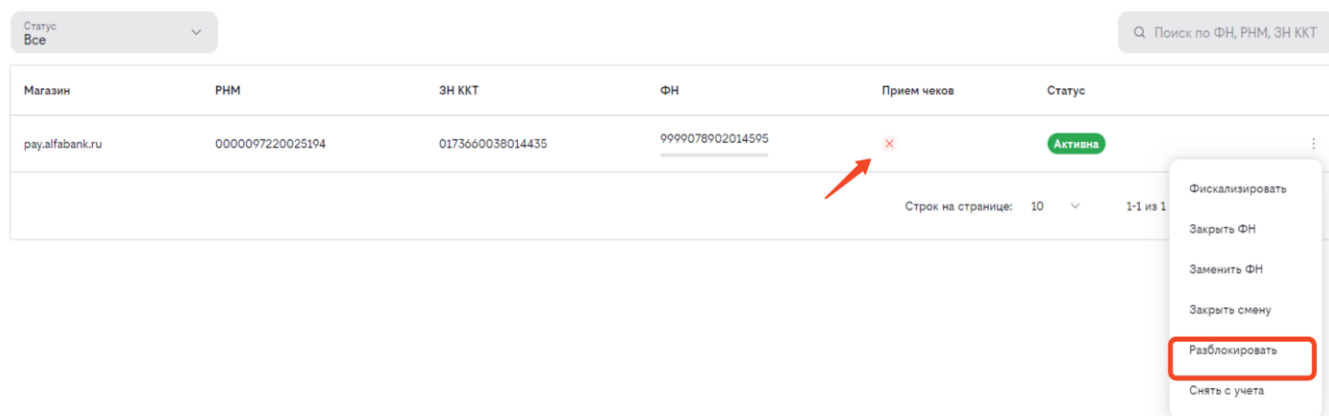 Статус
Все
Поиск по ФН, РНМ, ЗН ККТ
Магазин РНМ ЗН ККТ ФН Прием чеков Статус
pay.alfabank.ru 0000097220025194 0173660038014435 9999078902014595 Активна
Строк на странице: 10 1-1 из 1
Фискализировать
Закрыть ФН
Заменить ФН
Закрыть смену
Разблокировать
Снять с учета